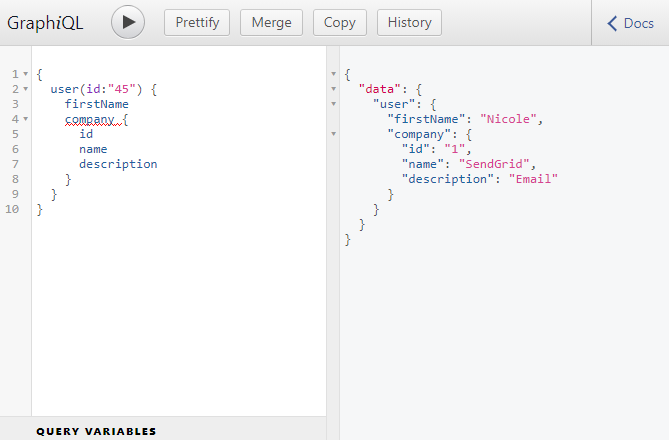 GraphiQL Prettify Merge Copy History Docs
1 {
2 user(id:"45") {
3 firstName
4 company {
5 id
6 name
7 description
8 }
9 }
10 }
QUERY VARIABLES
{
"data": {
"user": {
"firstName": "Nicole",
"company": {
"id": "1",
"name": "SendGrid",
"description": "Email"
}
}
}
}